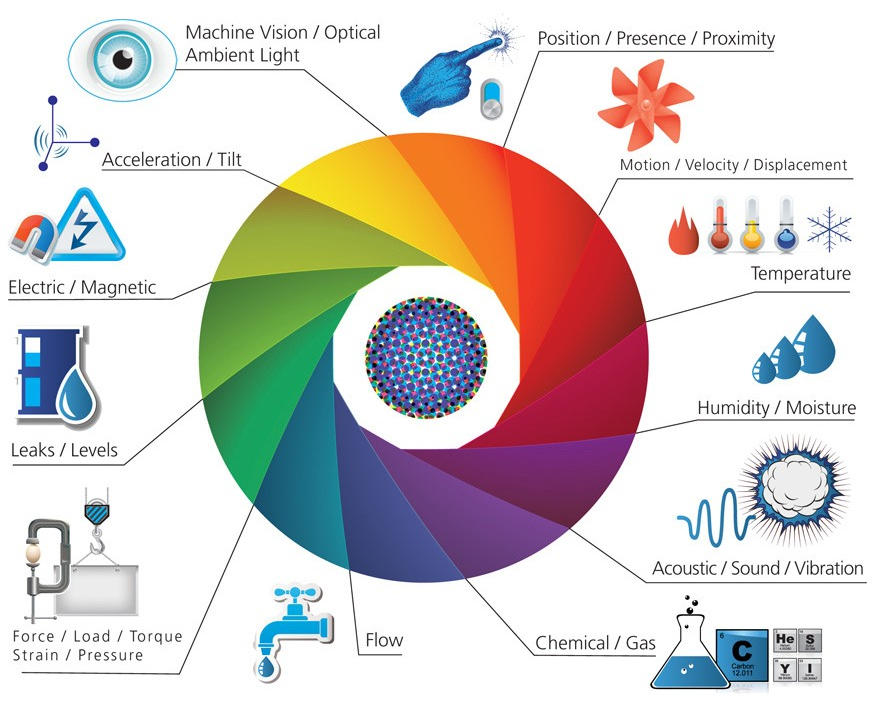 Machine Vision / Optical
Ambient Light
Position / Presence / Proximity
Acceleration / Tilt
Motion / Velocity / Displacement
Electric / Magnetic
Temperature
Leaks / Levels
Humidity / Moisture
Force / Load / Torque
Strain / Pressure
Flow
Acoustic / Sound / Vibration
Chemical / Gas
6
C
Carbon
12.011
He
S
Y
I